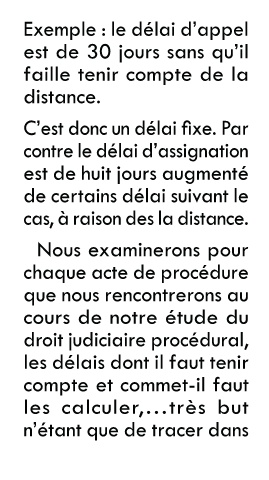 Exemple : le délai d'appel
est de 30 jours sans qu'il
faille tenir compte de la
distance.
C'est donc un délai fixe. Par
contre le délai d'assignation
est de huit jours augmenté
de certains délai suivant le
cas, à raison des la distance.
Nous examinerons pour
chaque acte de procédure
que nous rencontrerons au
cours de notre étude du
droit judiciaire procédural,
les délais dont il faut tenir
compte et commet-il faut
les calculer,...très but
n'étant que de tracer dans